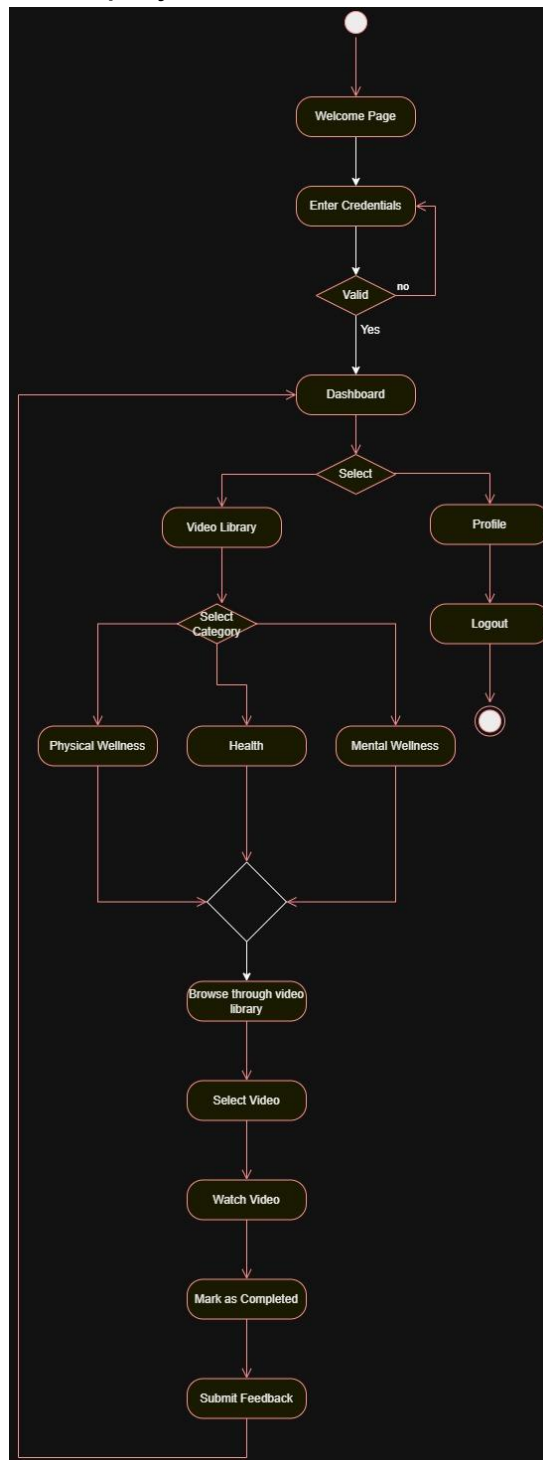 Welcome Page
Enter Credentials
no
Valid
Yes
Dashboard
Select
Video Library
Profile
Select
Category
Logout
Physical Wellness
Health
Mental Wellness
Browse through video
library
Select Video
Watch Video
Mark as Completed
Submit Feedback